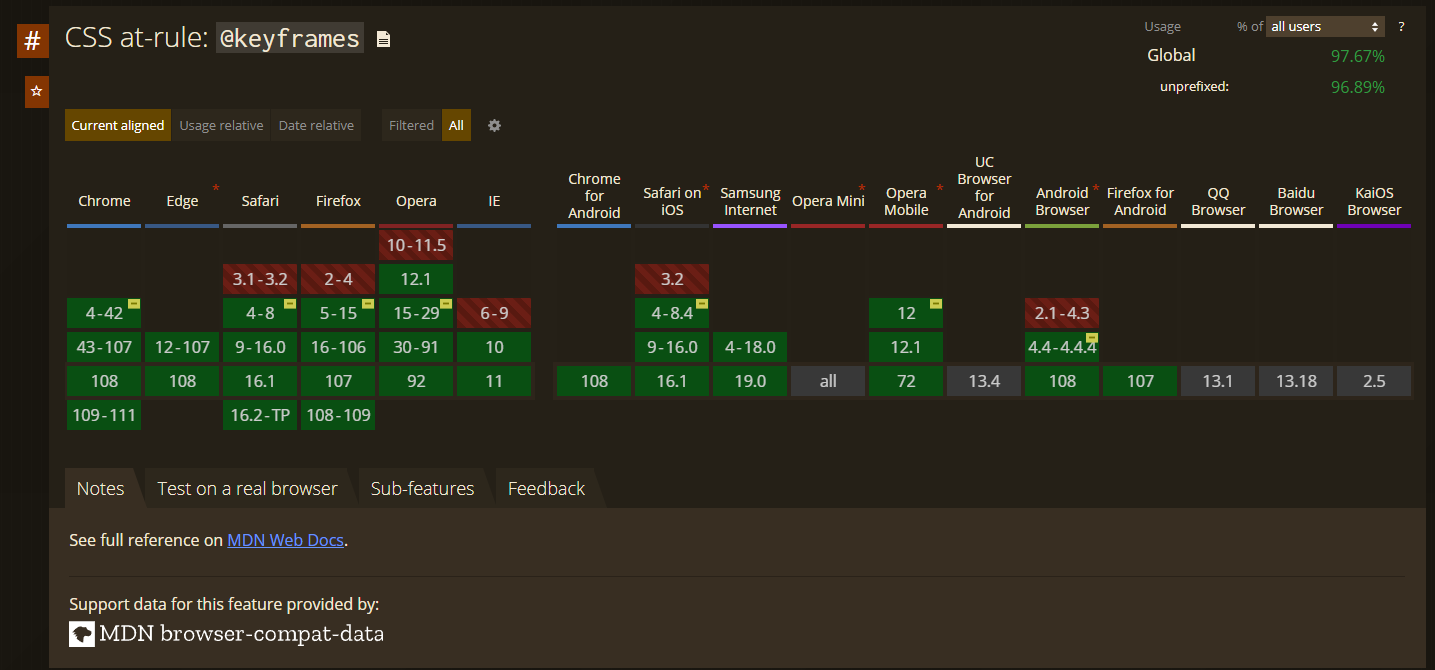 #
CSS at-rule: @keyframes
Usage % of all users ?
Global 97.67%
unprefixed: 96.89%
Current aligned Usage relative Date relative Filtered All
Chrome Edge * Safari Firefox Opera IE Chrome for Android Safari on iOS * Samsung Internet Opera Mini * Opera Mobile * UC Browser for Android Android Browser * Firefox for Android QQ Browser Baidu Browser KaiOS Browser
10-11.5
3.1-3.2 2-4 12.1 3.2
4-42 4-8 5-15 15-29 6-9 4-8.4 12 2.1-4.3
43-107 12-107 9-16.0 16-106 30-91 10 9-16.0 4-18.0 12.1 4.4-4.4.4
108 108 16.1 107 92 11 108 16.1 19.0 all 72 13.4 108 107 13.1 13.18 2.5
109-111 16.2-TP 108-109
Notes Test on a real browser Sub-features Feedback
See full reference on MDN Web Docs.
Support data for this feature provided by:
MDN browser-compat-data